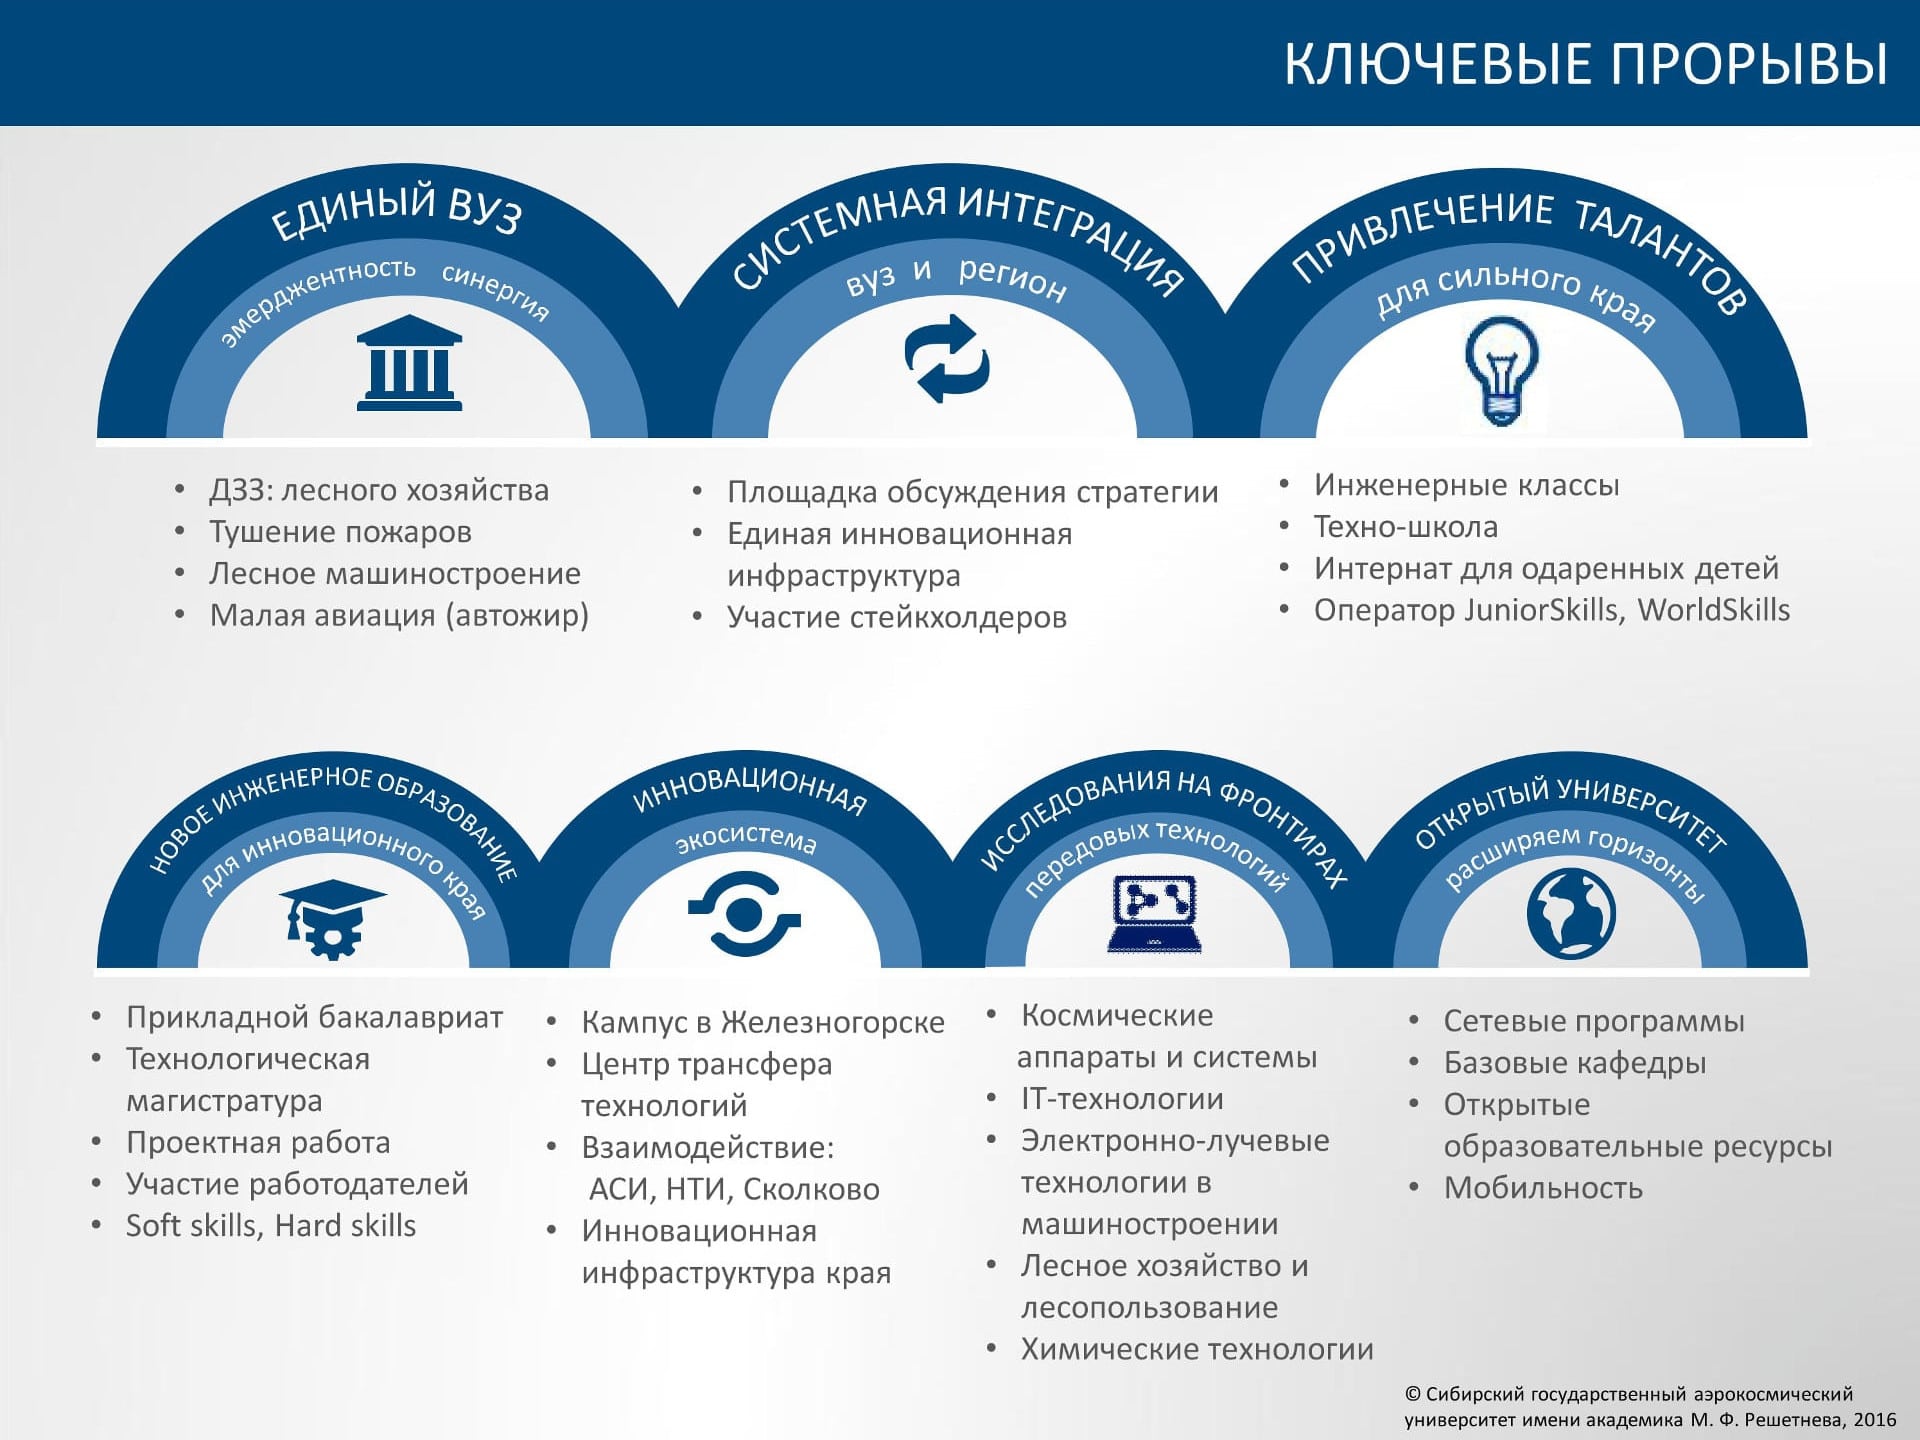 КЛЮЧЕВЫЕ ПРОРЫВЫ
ЕДИНЫЙ ВУЗ
эмерджентность синергия
• ДЗЗ: лесного хозяйства
• Тушение пожаров
• Лесное машиностроение
• Малая авиация (автожир)
СИСТЕМНАЯ ИНТЕГРАЦИЯ
вуз и регион
• Площадка обсуждения стратегии
• Единая инновационная
инфраструктура
• Участие стейкхолдеров
ПРИВЛЕЧЕНИЕ ТАЛАНТОВ
для сильного края
• Инженерные классы
• Техно-школа
• Интернат для одаренных детей
• Оператор JuniorSkills, WorldSkills
НОВОЕ ИНЖЕНЕРНОЕ ОБРАЗОВАНИЕ
для инновационного края
• Прикладной бакалавриат
• Технологическая
магистратура
• Проектная работа
• Участие работодателей
• Soft skills, Hard skills
ИННОВАЦИОННАЯ
экосистема
• Кампус в Железногорске
• Центр трансфера
технологий
• Взаимодействие:
АСИ, НТИ, Сколково
• Инновационная
инфраструктура края
ИССЛЕДОВАНИЯ НА ФРОНТИРАХ
передовых технологий
• Космические
аппараты и системы
• IT-технологии
• Электронно-лучевые
технологии в
машиностроении
• Лесное хозяйство и
лесопользование
• Химические технологии
ОТКРЫТЫЙ УНИВЕРСИТЕТ
расширяем горизонты
• Сетевые программы
• Базовые кафедры
• Открытые
образовательные ресурсы
• Мобильность
© Сибирский государственный аэрокосмический
университет имени академика М. Ф. Решетнева, 2016